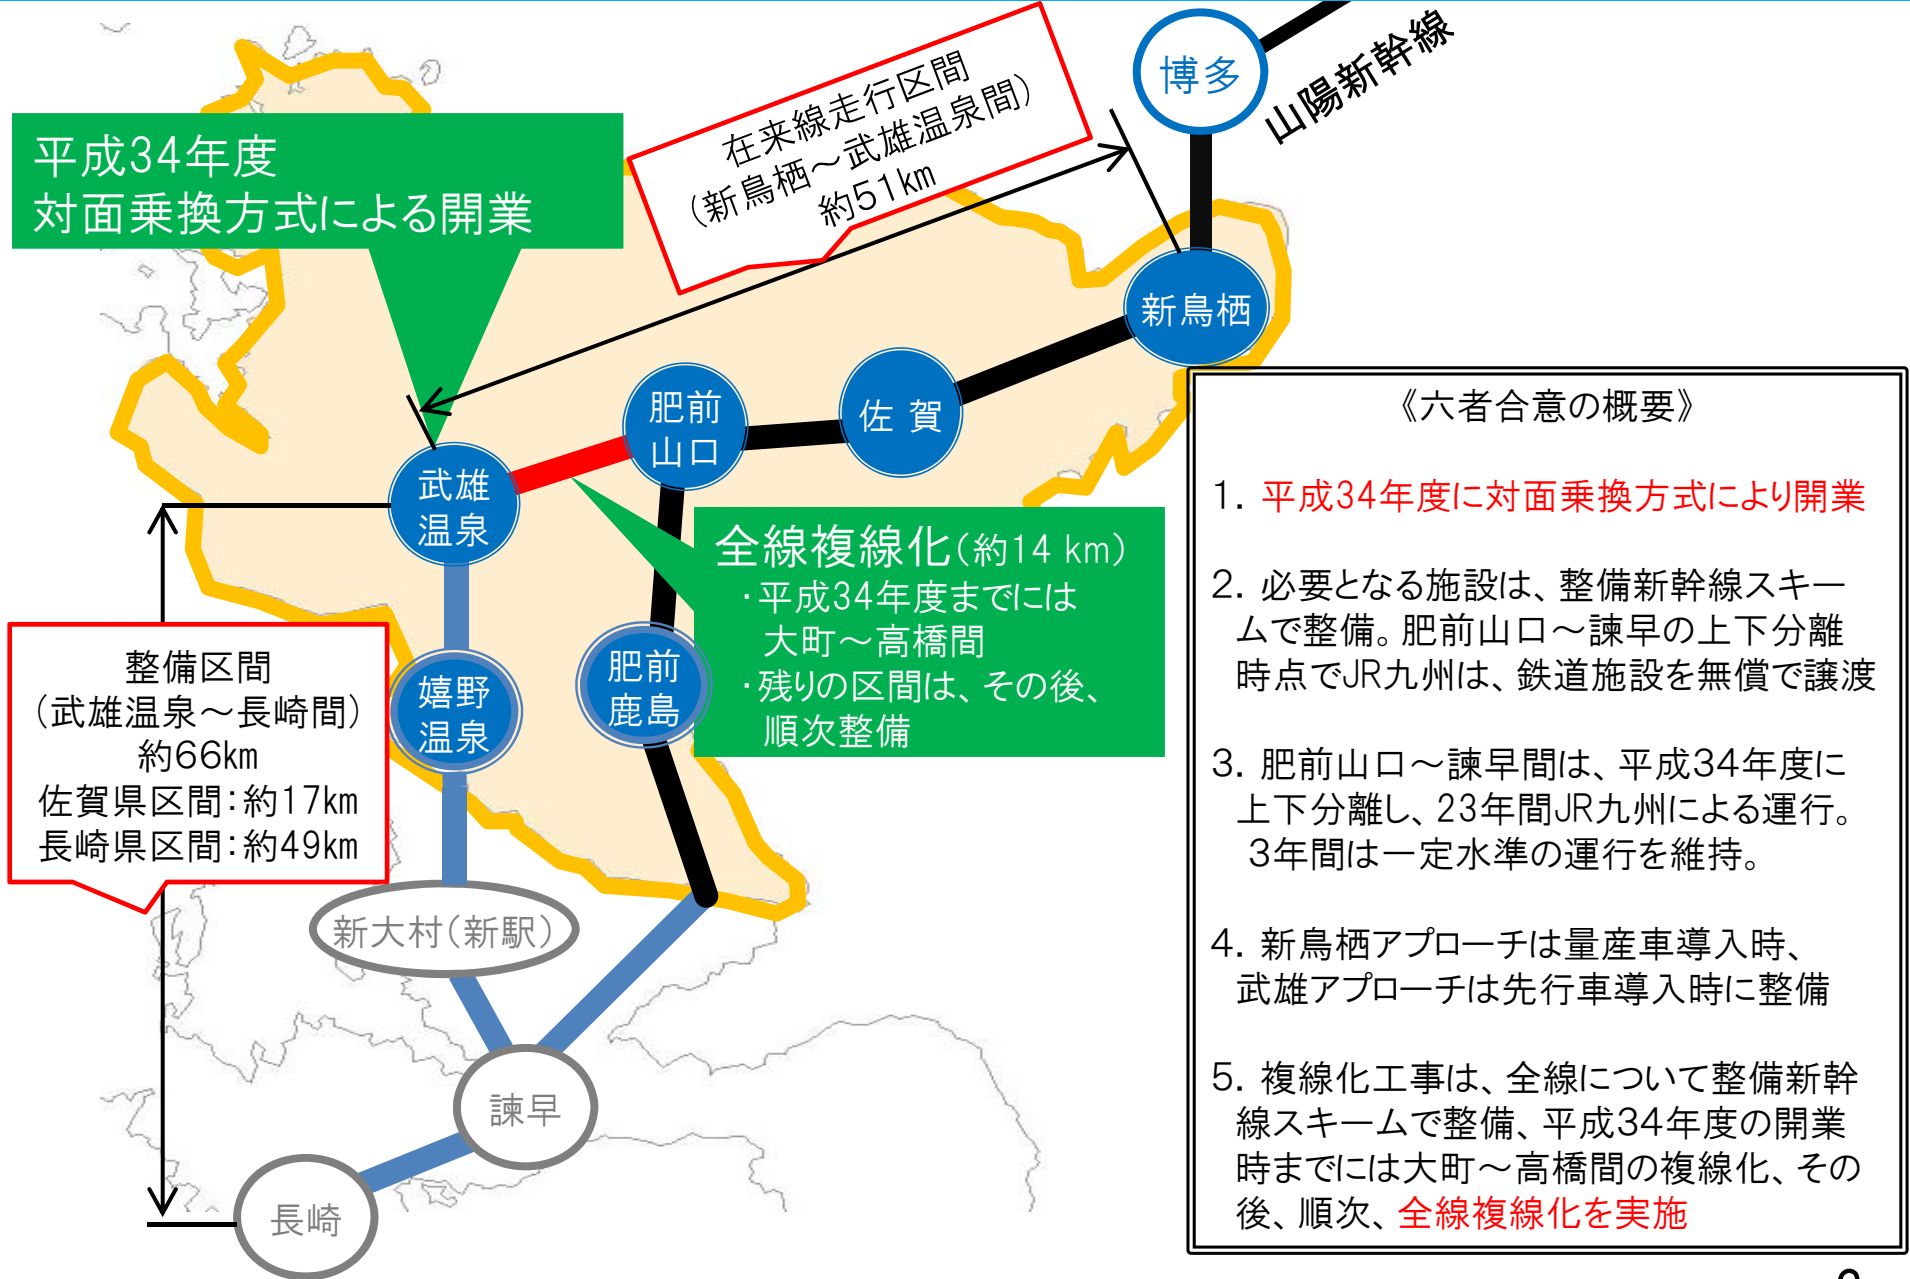 博多
山陽新幹線
在来線走行区間
（新鳥栖～武雄温泉間）
約51km
平成34年度
対面乗換方式による開業
新鳥栖
佐 賀
肥前
山口
武雄
温泉
全線複線化（約14 km）
・平成34年度までには
大町～高橋間
・残りの区間は、その後、
順次整備
肥前
鹿島
嬉野
温泉
整備区間
（武雄温泉～長崎間）
約66km
佐賀県区間：約17km
長崎県区間：約49km
新大村（新駅）
諫早
長崎
《六者合意の概要》
1．平成34年度に対面乗換方式により開業
2．必要となる施設は、整備新幹線スキー
ムで整備。肥前山口～諫早の上下分離
時点でJR九州は、鉄道施設を無償で譲渡
3．肥前山口～諫早間は、平成34年度に
上下分離し、23年間JR九州による運行。
3年間は一定水準の運行を維持。
4．新鳥栖アプローチは量産車導入時、
武雄アプローチは先行車導入時に整備
5．複線化工事は、全線について整備新幹
線スキームで整備、平成34年度の開業
時までには大町～高橋間の複線化、その
後、順次、全線複線化を実施